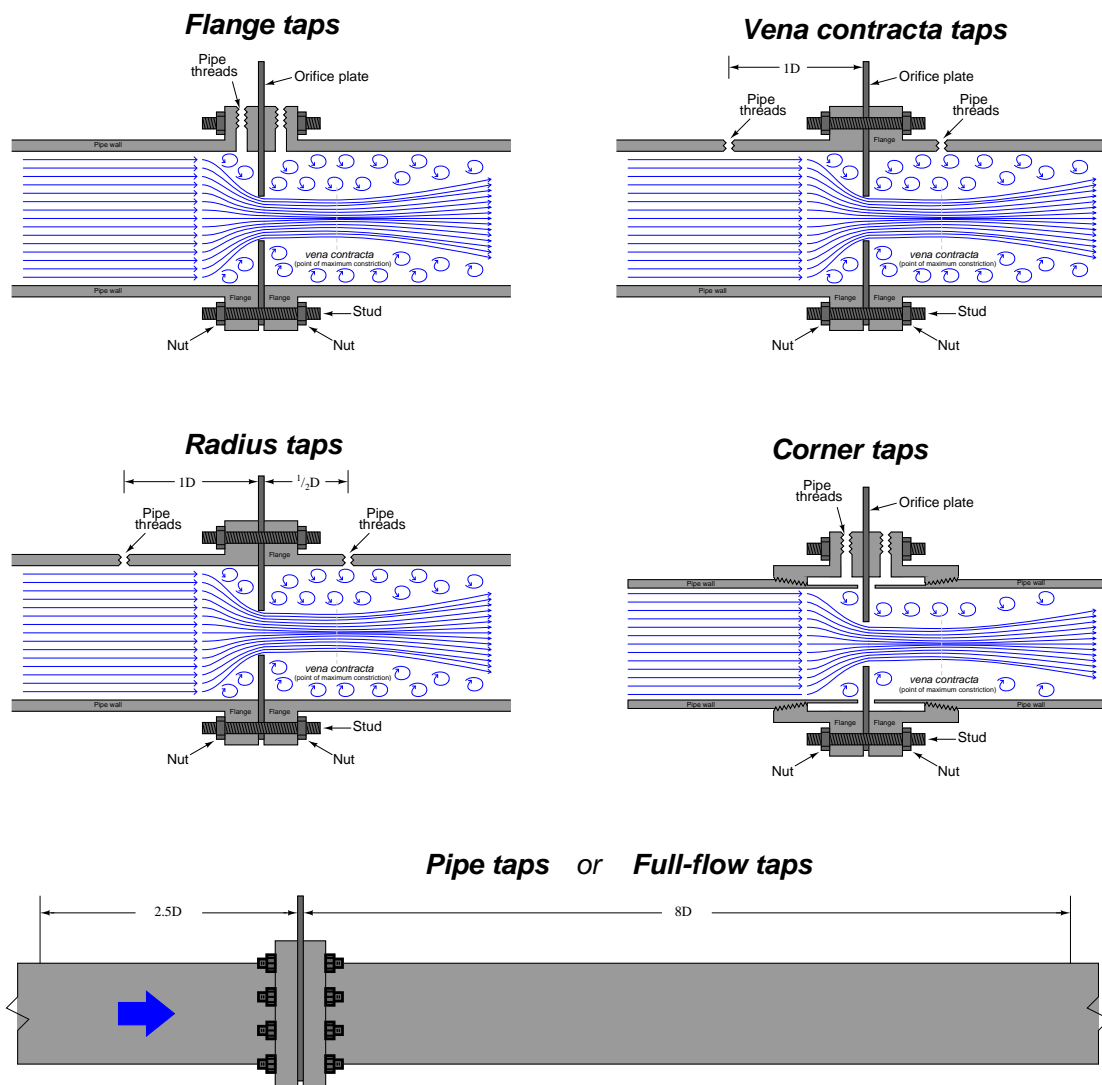 Flange taps
Pipe
threads
Orifice plate
Pipe wall
vena contracta
(point of maximum constriction)
Pipe wall
Flange
Flange
Stud
Nut
Nut
Vena contracta taps
1D
Orifice plate
Pipe
threads
Pipe
threads
Pipe wall
Flange
vena contracta
(point of maximum constriction)
Pipe wall
Flange
Flange
Stud
Nut
Nut
Radius taps
1D
1/2D
Pipe
threads
Pipe
threads
Pipe wall
Flange
vena contracta
(point of maximum constriction)
Pipe wall
Flange
Flange
Stud
Nut
Nut
Corner taps
Pipe
threads
Orifice plate
Pipe wall
Pipe wall
vena contracta
(point of maximum constriction)
Pipe wall
Pipe wall
Flange
Flange
Stud
Nut
Nut
Pipe taps or Full-flow taps
2.5D
8D